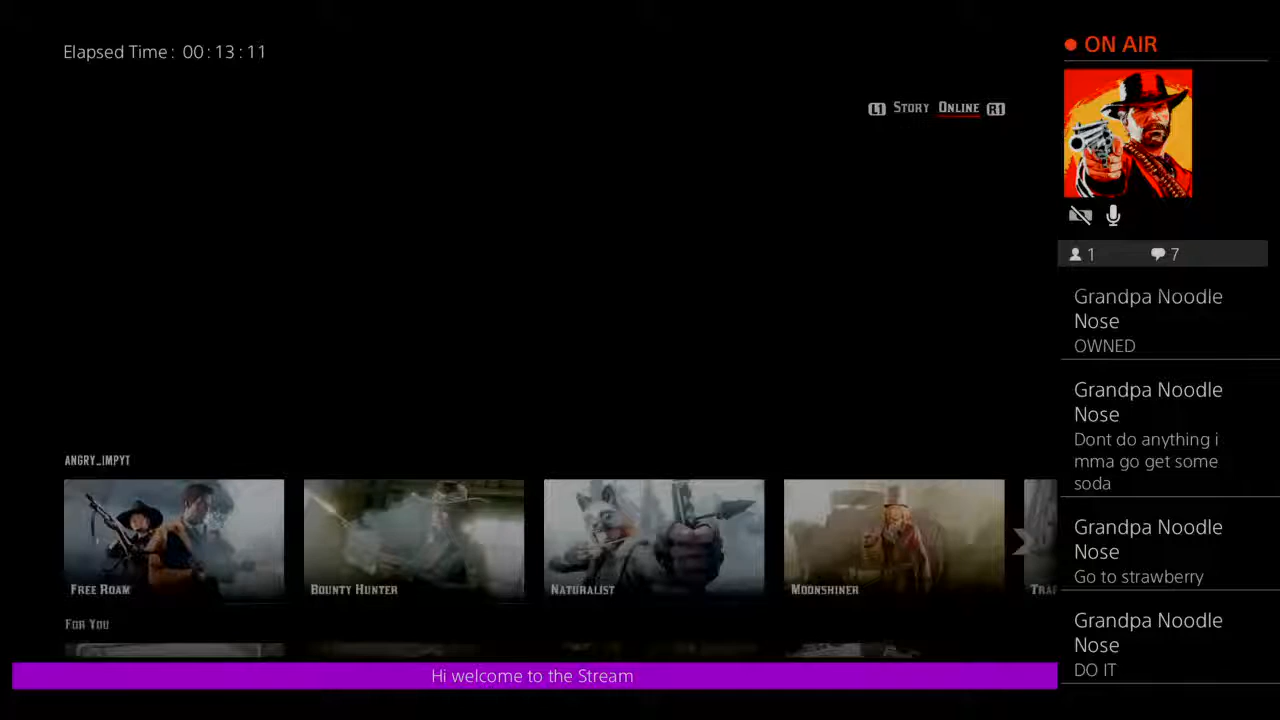 Elapsed Time: 00:13:11
L1 STORY ONLINE R1
ANGRY_IMPYT
FREE ROAM
BOUNTY HUNTER
NATURALIST
MOONSHINER
FOR YOU
Hi welcome to the Stream
ON AIR
1 7
Grandpa Noodle
Nose
OWNED
Grandpa Noodle
Nose
Dont do anything i
mma go get some
soda
Grandpa Noodle
Nose
Go to strawberry
Grandpa Noodle
Nose
DO IT